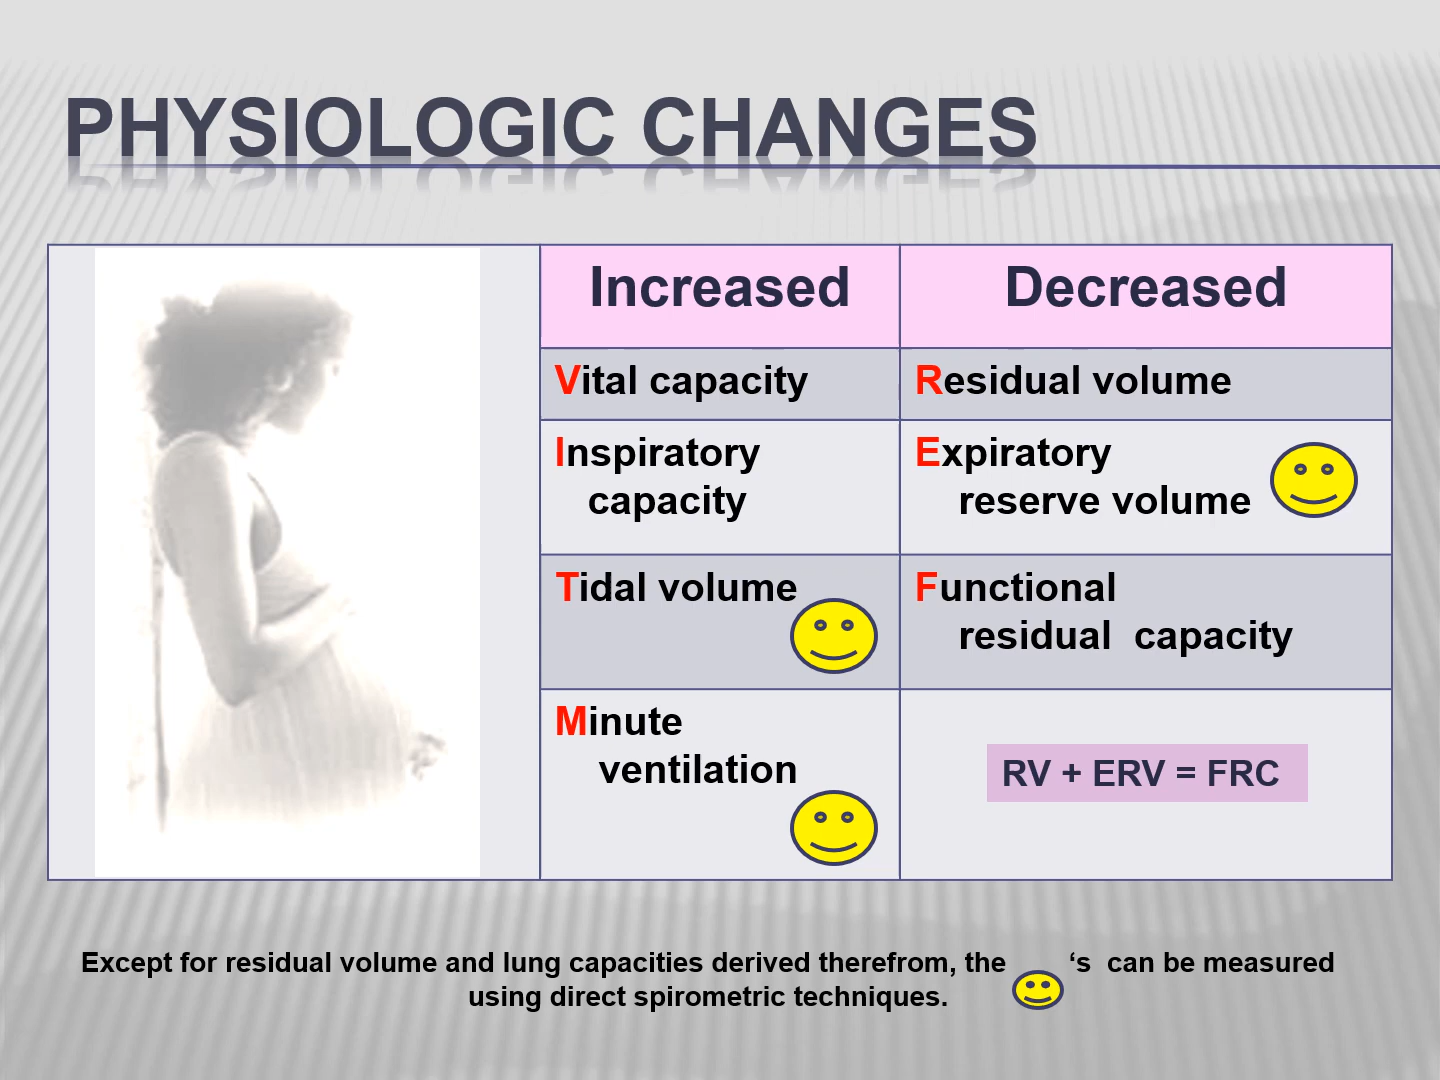 PHYSIOLOGIC CHANGES
Increased
Decreased
Vital capacity
Residual volume
Inspiratory
capacity
Expiratory
reserve volume
Tidal volume
Functional
residual capacity
Minute
ventilation
RV + ERV = FRC
Except for residual volume and lung capacities derived therefrom, the ‘s can be measured
using direct spirometric techniques.